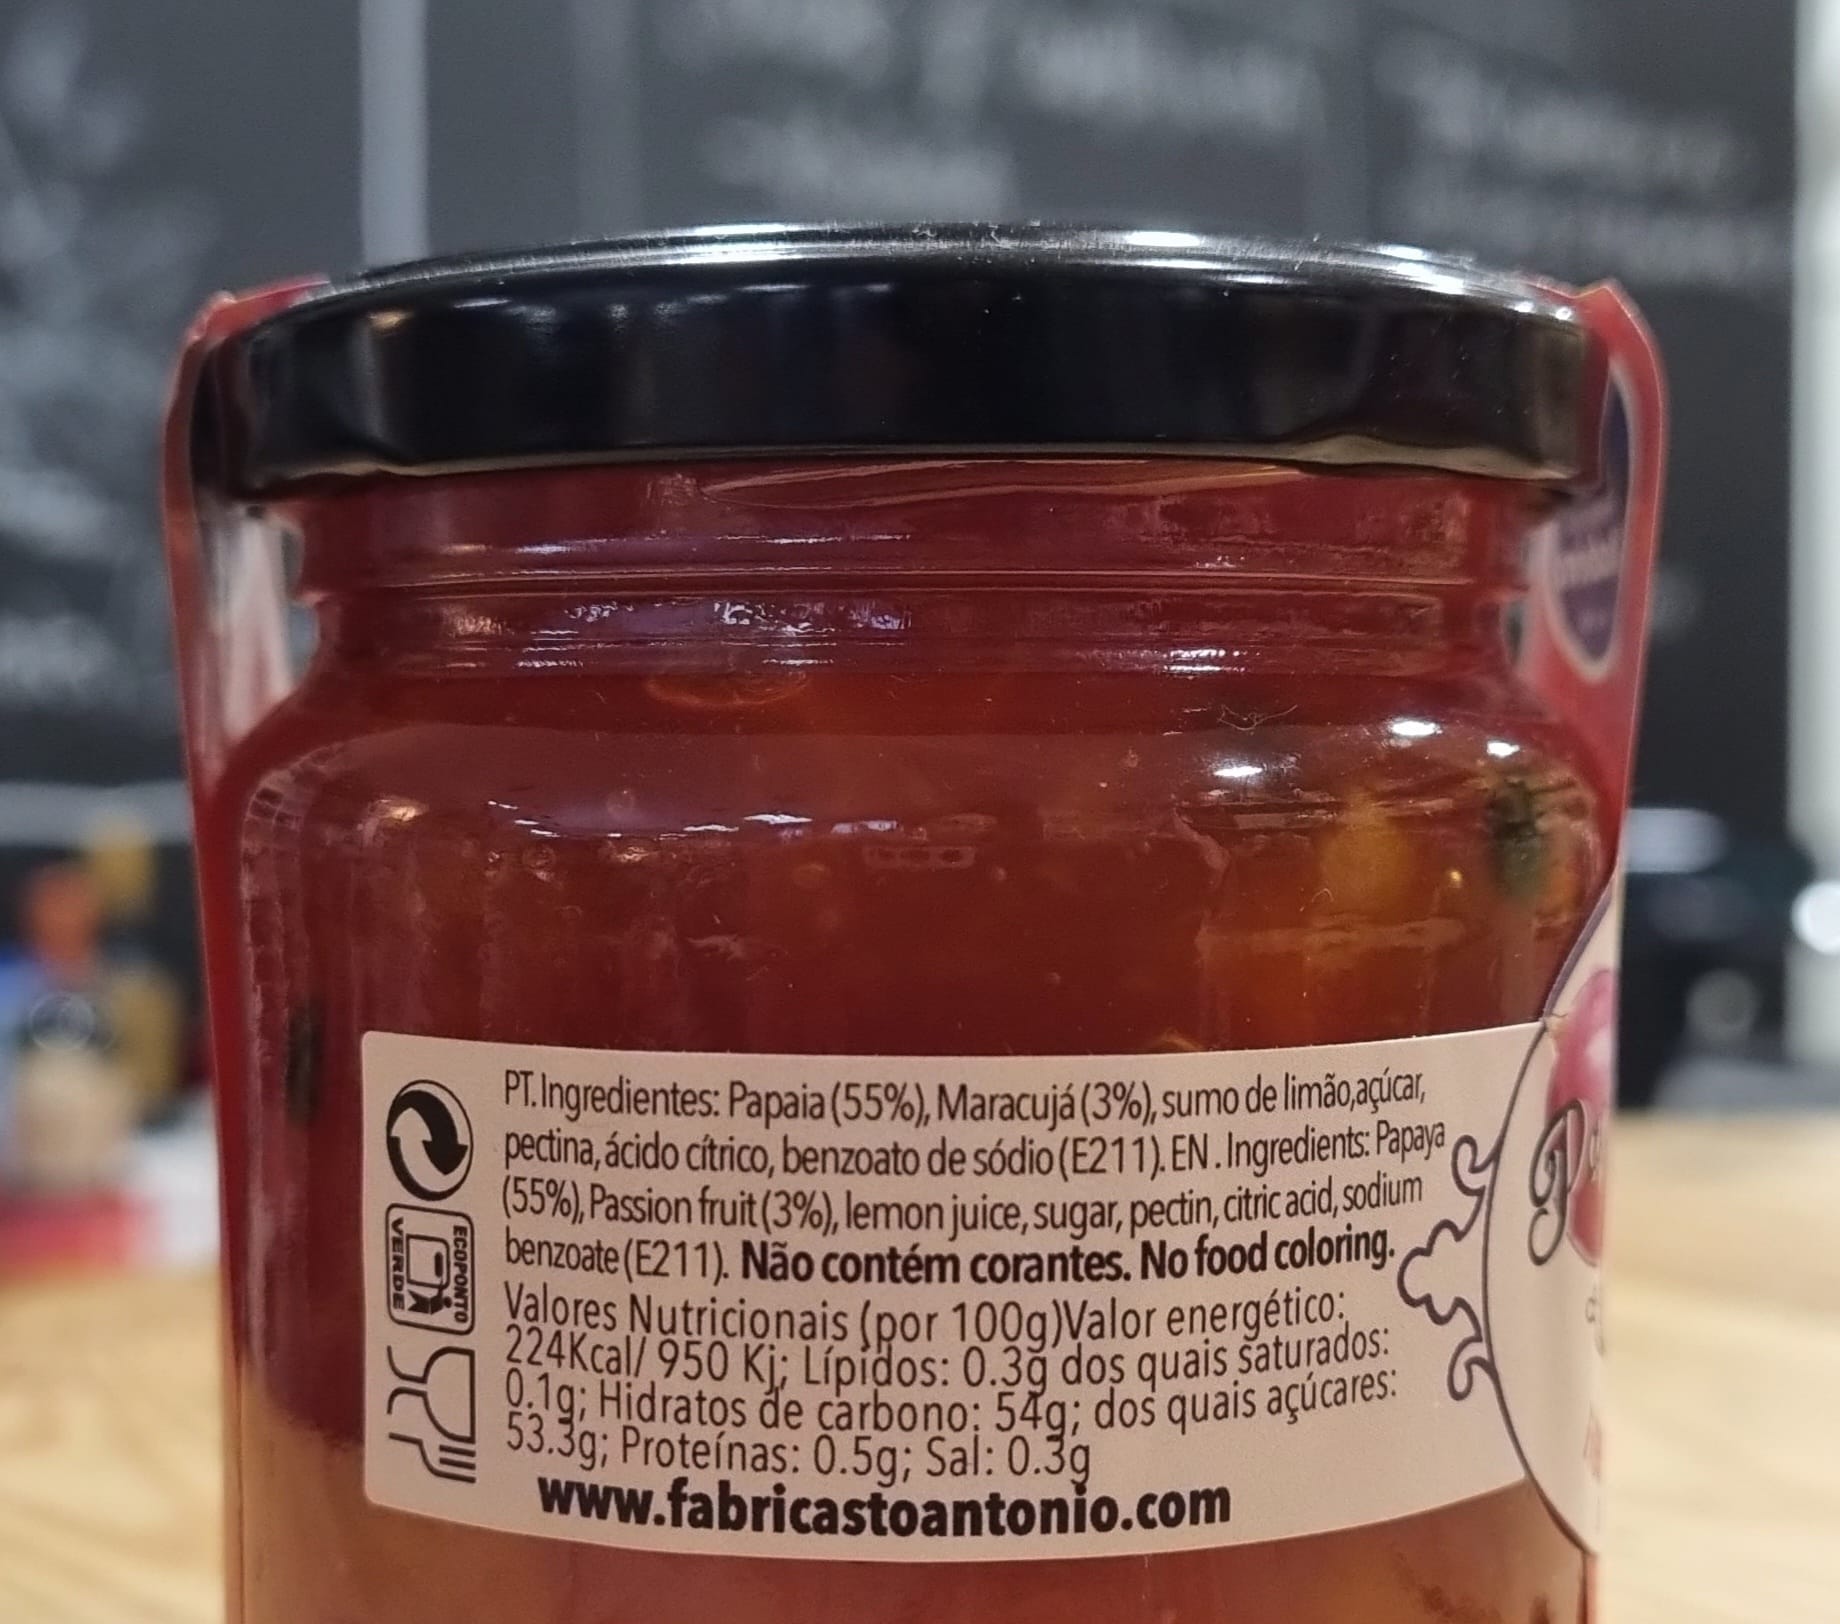 PT. Ingredientes: Papaia (55%), Maracujá (3%), sumo de limão,açúcar,
pectina, ácido cítrico, benzoato de sódio (E211). EN . Ingredients: Papaya
(55%), Passion fruit (3%), lemon juice, sugar, pectin, citric acid, sodium
benzoate (E211). Não contém corantes. No food coloring.
Valores Nutricionais (por 100g)Valor energético:
224Kcal/ 950 Kj; Lípidos: 0.3g dos quais saturados:
0.1g; Hidratos de carbono: 54g; dos quais açúcares:
53.3g; Proteínas: 0.5g; Sal: 0.3g
www.fabricastoantonio.com
ECOPONTO
VERDE